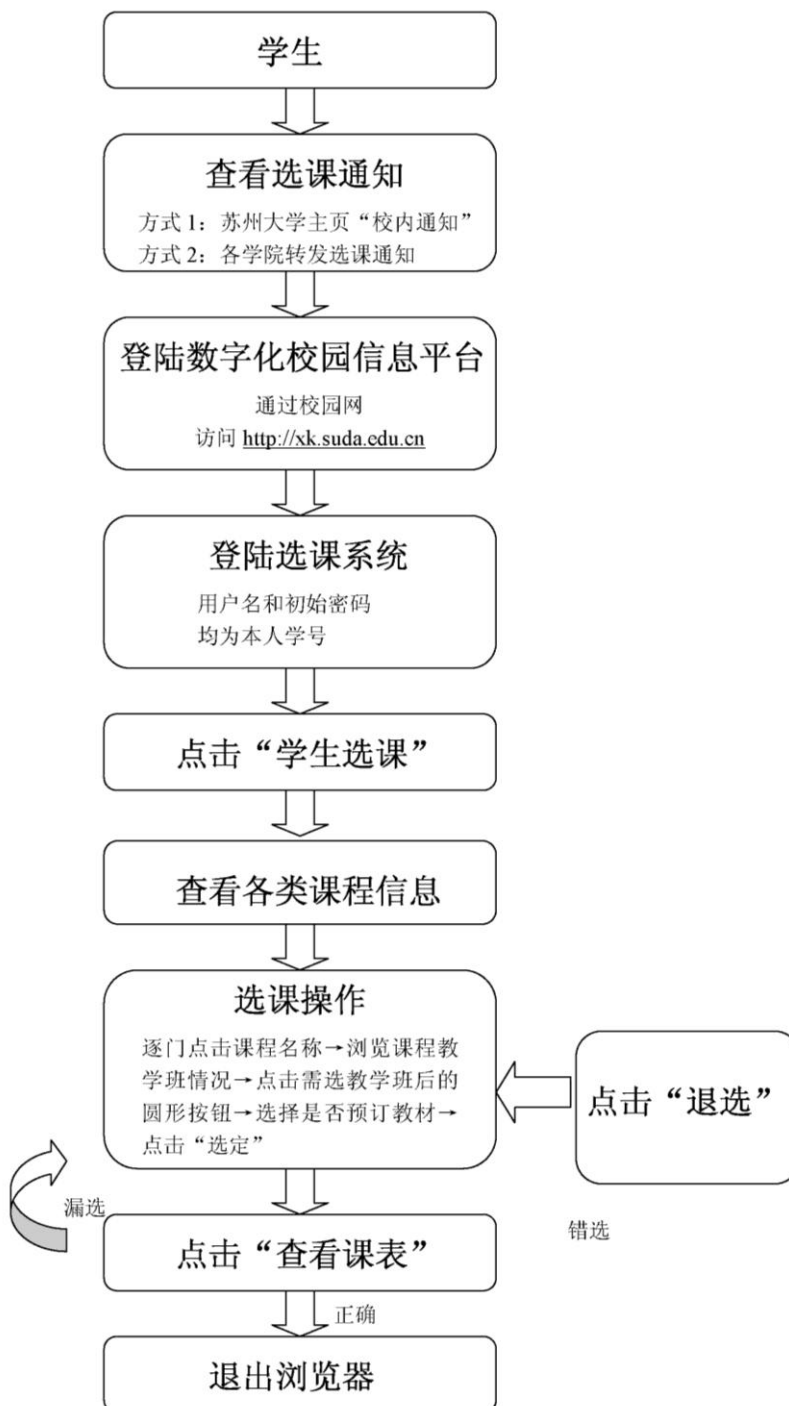 学生
查看选课通知
方式 1：苏州大学主页“校内通知”
方式 2：各学院转发选课通知
登陆数字化校园信息平台
通过校园网
访问 http://xk.suda.edu.cn
登陆选课系统
用户名和初始密码
均为本人学号
点击“学生选课”
查看各类课程信息
选课操作
逐门点击课程名称→浏览课程教
学班情况→点击需选教学班后的
圆形按钮→选择是否预订教材→
点击“选定”
点击“退选”
漏选
错选
点击“查看课表”
正确
退出浏览器